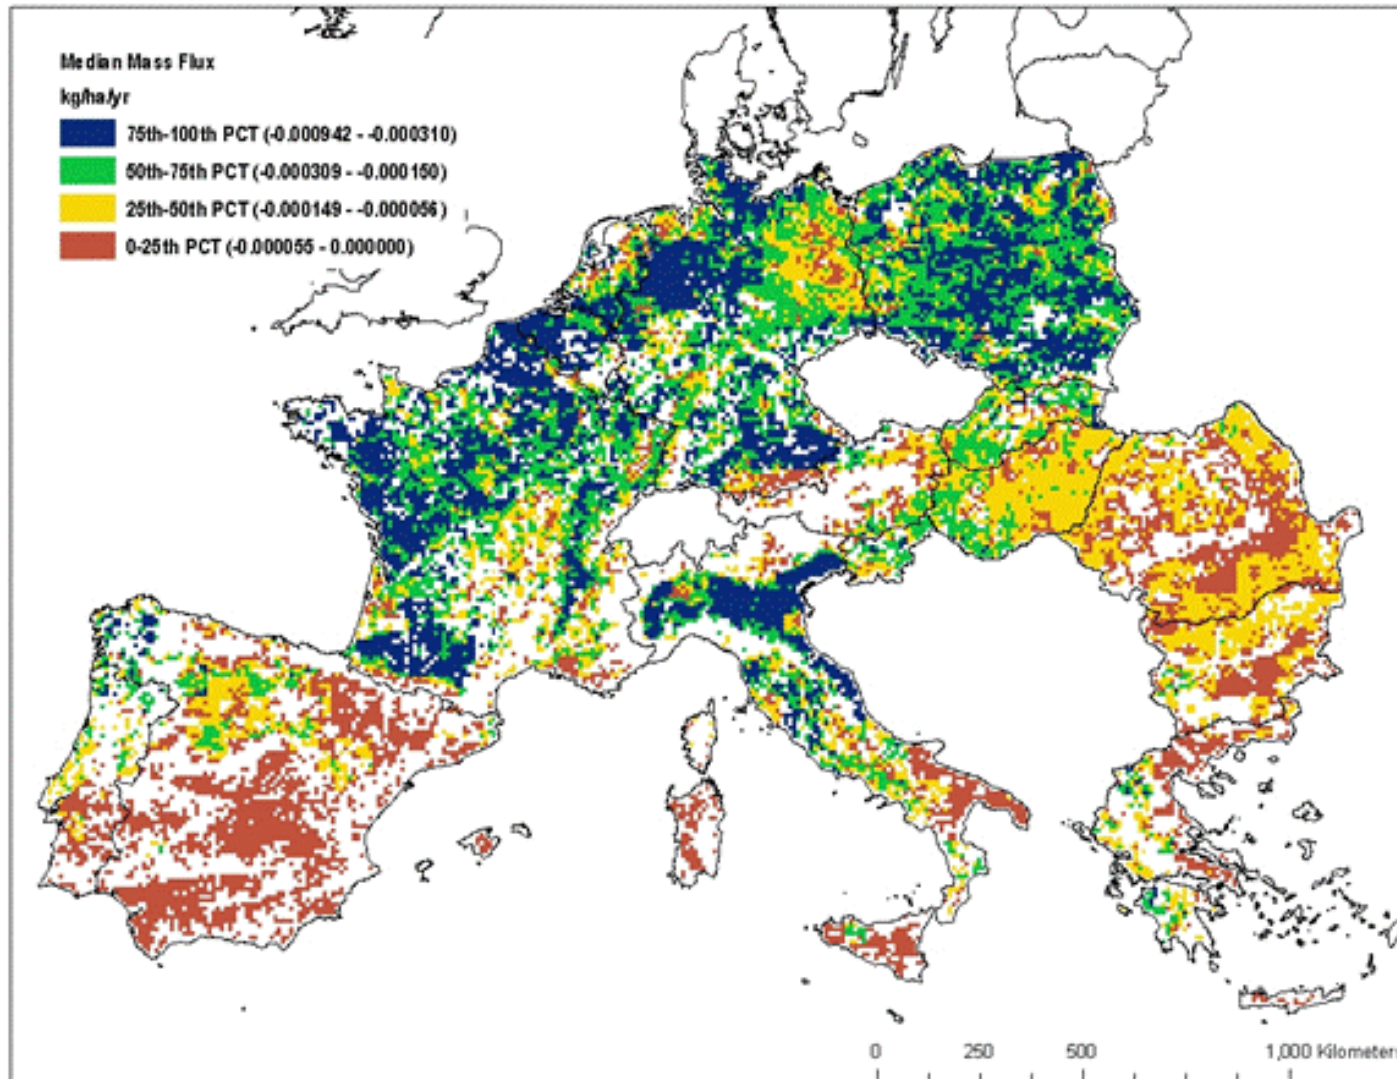 Median Mass Flux
kg/ha/yr
75th-100th PCT (-0.000942 - -0.000310)
50th-75th PCT (-0.000309 - -0.000150)
25th-50th PCT (-0.000149 - -0.000056)
0-25th PCT (-0.000055 - 0.000000)
0 250 500 1,000 Kilometers